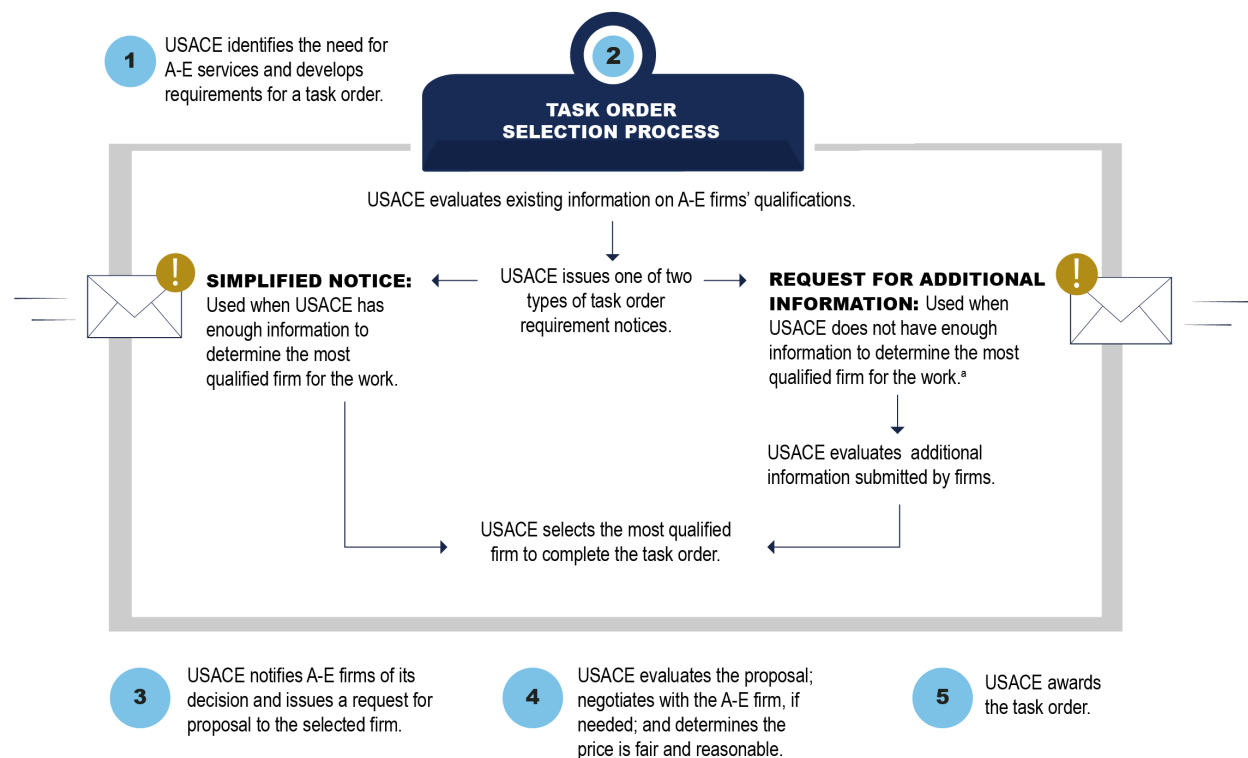 1
USACE identifies the need for
A-E services and develops
requirements for a task order.
2
TASK ORDER
SELECTION PROCESS
USACE evaluates existing information on A-E firms’ qualifications.
USACE issues one of two
types of task order
requirement notices.
!
SIMPLIFIED NOTICE:
Used when USACE has
enough information to
determine the most
qualified firm for the work.
REQUEST FOR ADDITIONAL
INFORMATION: Used when
USACE does not have enough
information to determine the most
qualified firm for the work.ª
!
USACE evaluates additional
information submitted by firms.
USACE selects the most qualified
firm to complete the task order.
3
USACE notifies A-E firms of its
decision and issues a request for
proposal to the selected firm.
4
USACE evaluates the proposal;
negotiates with the A-E firm, if
needed; and determines the
price is fair and reasonable.
5
USACE awards
the task order.